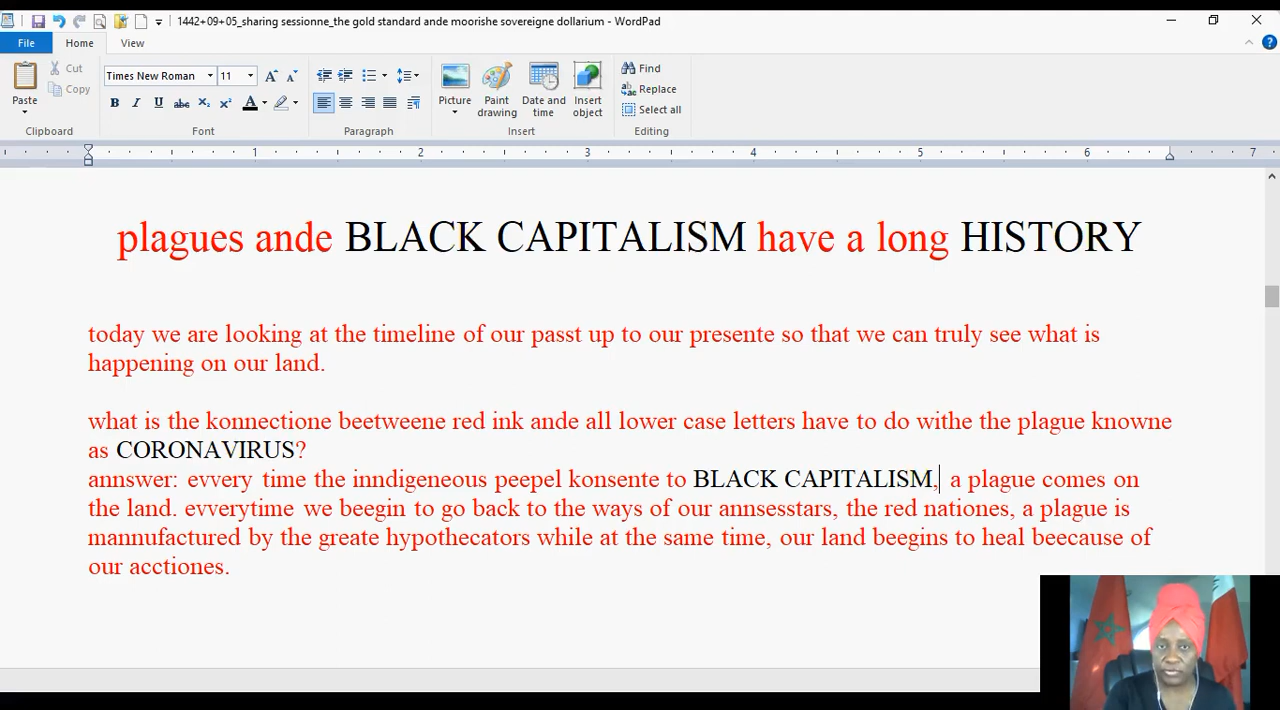 1442+09+05_sharing sessionne_the gold standard ande moorishe sovereigne dollarium - WordPad
File Home View
Cut
Copy
Paste
Clipboard
Times New Roman 11
Font
Paragraph
Picture
Paint drawing
Date and time
Insert object
Insert
Find
Replace
Select all
Editing
1 2 3 4 5 6 7
plagues ande BLACK CAPITALISM have a long HISTORY
today we are looking at the timeline of our passt up to our presente so that we can truly see what is
happening on our land.
what is the konnectione beetweene red ink ande all lower case letters have to do withe the plague knowne
as CORONAVIRUS?
annswer: evvery time the inndigeneous peepel konsente to BLACK CAPITALISM, a plague comes on
the land. evverytime we beegin to go back to the ways of our annsesstars, the red nationes, a plague is
mannufactured by the greate hypothecators while at the same time, our land beegins to heal beecause of
our acctiones.